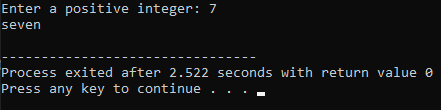 Enter a positive integer: 7
seven
--------------------------------
Process exited after 2.522 seconds with return value 0
Press any key to continue . . .